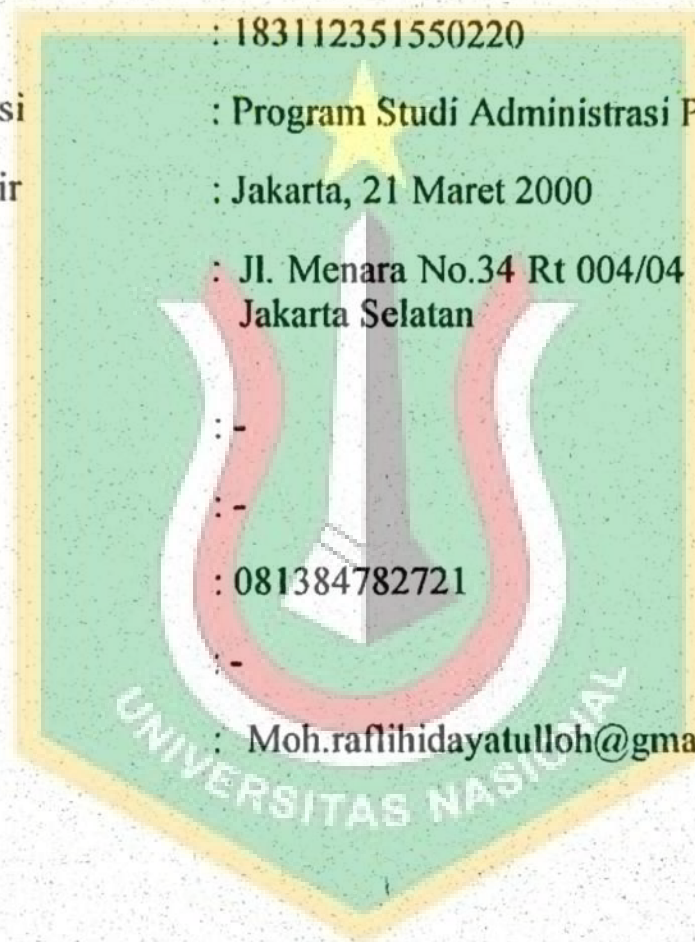 : 183112351550220
si : Program Studi Administrasi P
ir : Jakarta, 21 Maret 2000
: Jl. Menara No.34 Rt 004/04
Jakarta Selatan
: -
: -
: 081384782721
: -
: Moh.raflihidayatulloh@gma
UNIVERSITAS NASIONAL